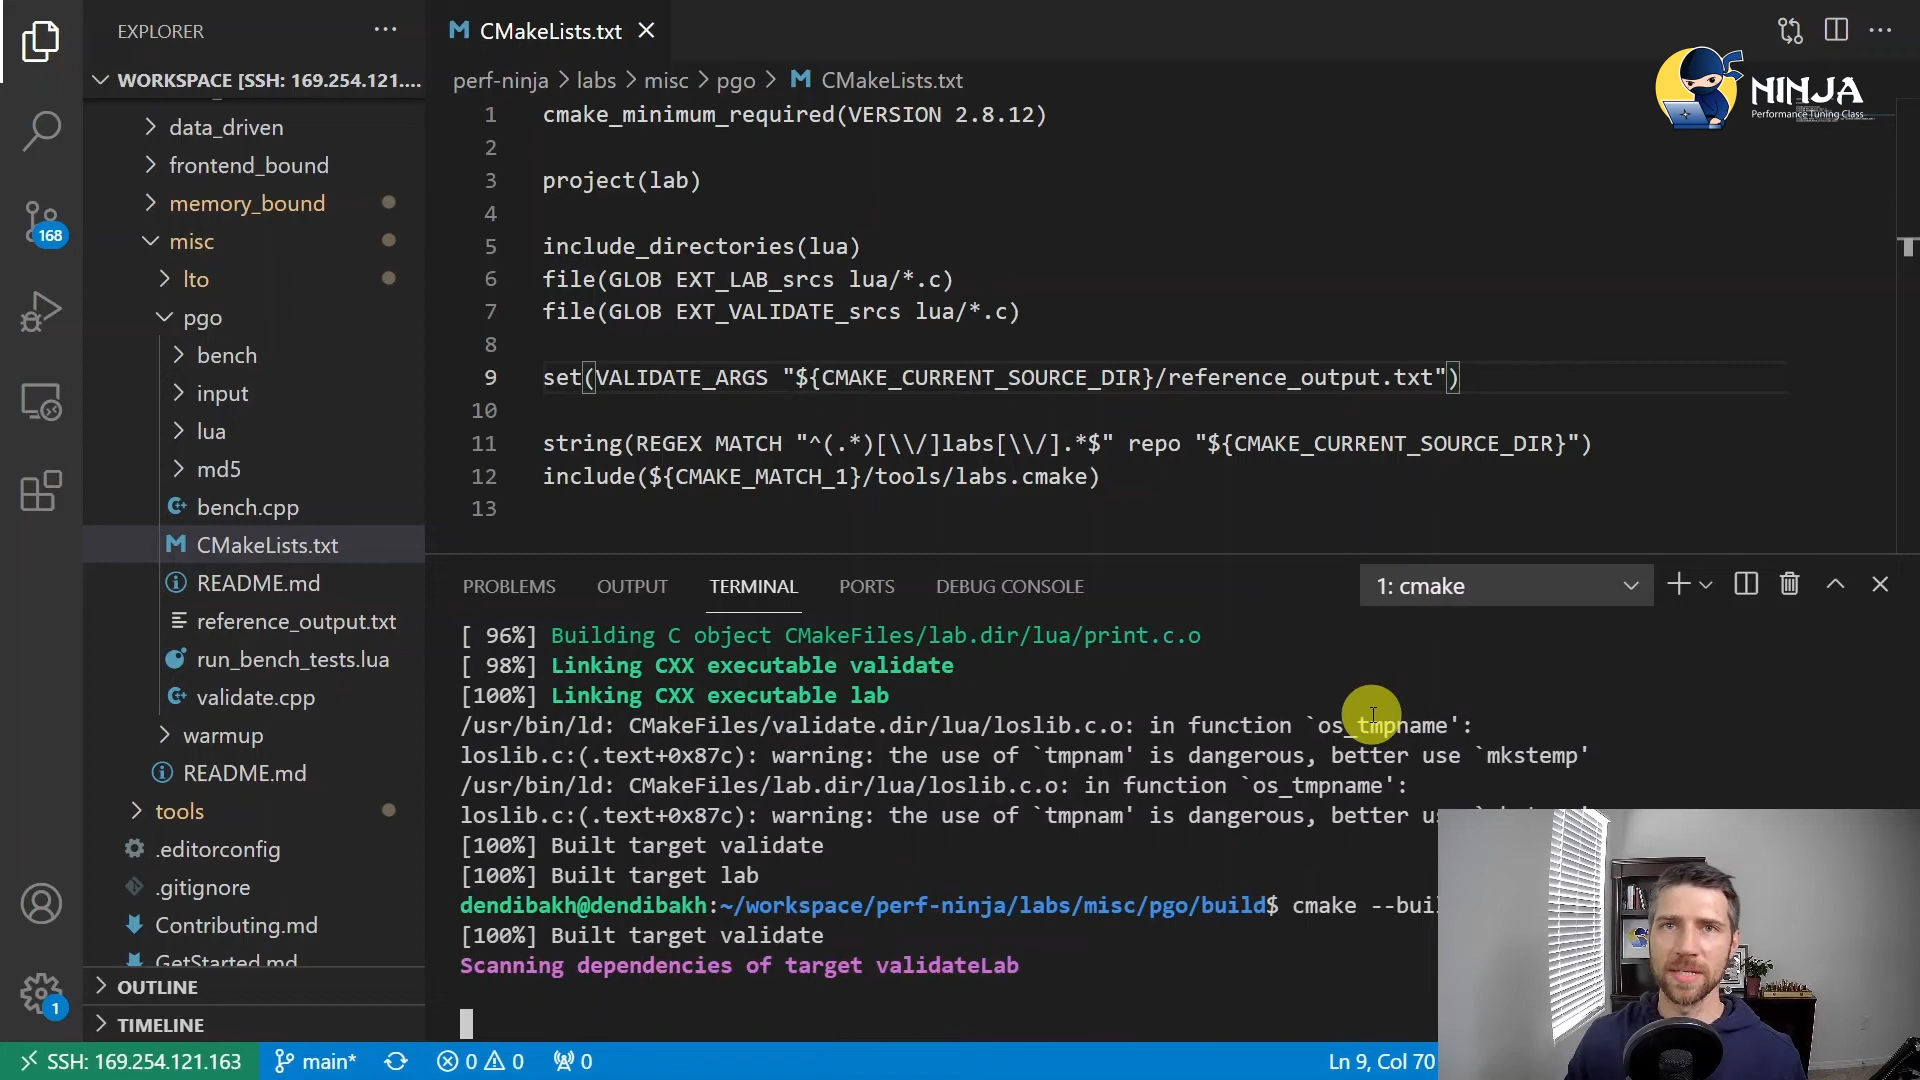 EXPLORER
WORKSPACE [SSH: 169.254.121....
data_driven
frontend_bound
memory_bound
misc
lto
pgo
bench
input
lua
md5
bench.cpp
CMakeLists.txt
README.md
reference_output.txt
run_bench_tests.lua
validate.cpp
warmup
README.md
tools
.editorconfig
.gitignore
Contributing.md
GetStarted.md
OUTLINE
TIMELINE
168
1
CMakeLists.txt
perf-ninja > labs > misc > pgo > CMakeLists.txt
NINJA
Performance Tuning Class
1 cmake_minimum_required(VERSION 2.8.12)
2
3 project(lab)
4
5 include_directories(lua)
6 file(GLOB EXT_LAB_srcs lua/*.c)
7 file(GLOB EXT_VALIDATE_srcs lua/*.c)
8
9 set(VALIDATE_ARGS "${CMAKE_CURRENT_SOURCE_DIR}/reference_output.txt")
10
11 string(REGEX MATCH "^(.*)[\\/]labs[\\/].*$" repo "${CMAKE_CURRENT_SOURCE_DIR}")
12 include(${CMAKE_MATCH_1}/tools/labs.cmake)
13
PROBLEMS OUTPUT TERMINAL PORTS DEBUG CONSOLE 1: cmake
[ 96%] Building C object CMakeFiles/lab.dir/lua/print.c.o
[ 98%] Linking CXX executable validate
[100%] Linking CXX executable lab
/usr/bin/ld: CMakeFiles/validate.dir/lua/loslib.c.o: in function `os_tmpname':
loslib.c:(.text+0x87c): warning: the use of `tmpnam' is dangerous, better use `mkstemp'
/usr/bin/ld: CMakeFiles/lab.dir/lua/loslib.c.o: in function `os_tmpname':
loslib.c:(.text+0x87c): warning: the use of `tmpnam' is dangerous, better
[100%] Built target validate
[100%] Built target lab
dendibakh@dendibakh:~/workspace/perf-ninja/labs/misc/pgo/build$ cmake --bui
[100%] Built target validate
Scanning dependencies of target validateLab
SSH: 169.254.121.163 main* 0 0 0 Ln 9, Col 70